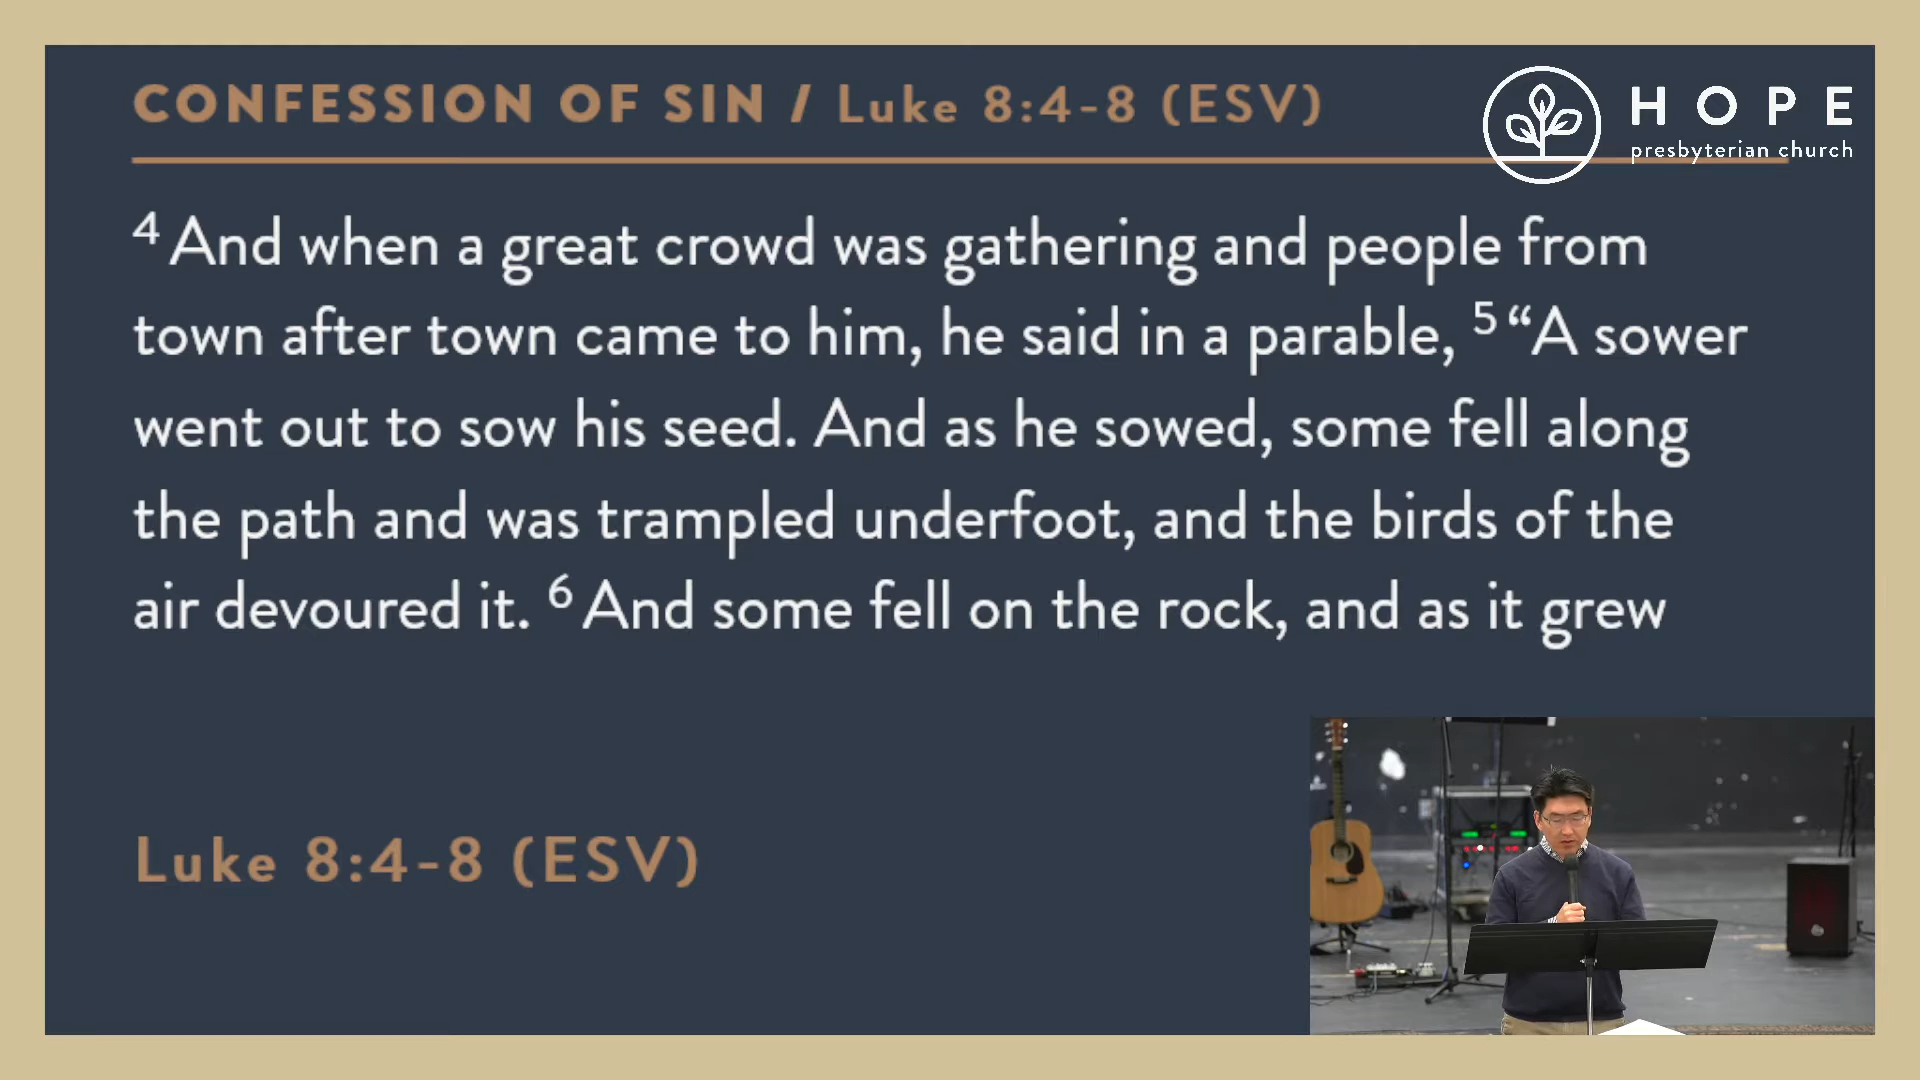 CONFESSION OF SIN / Luke 8:4-8 (ESV)
HOPE
presbyterian church
4 And when a great crowd was gathering and people from
town after town came to him, he said in a parable, 5 “A sower
went out to sow his seed. And as he sowed, some fell along
the path and was trampled underfoot, and the birds of the
air devoured it. 6 And some fell on the rock, and as it grew
Luke 8:4-8 (ESV)